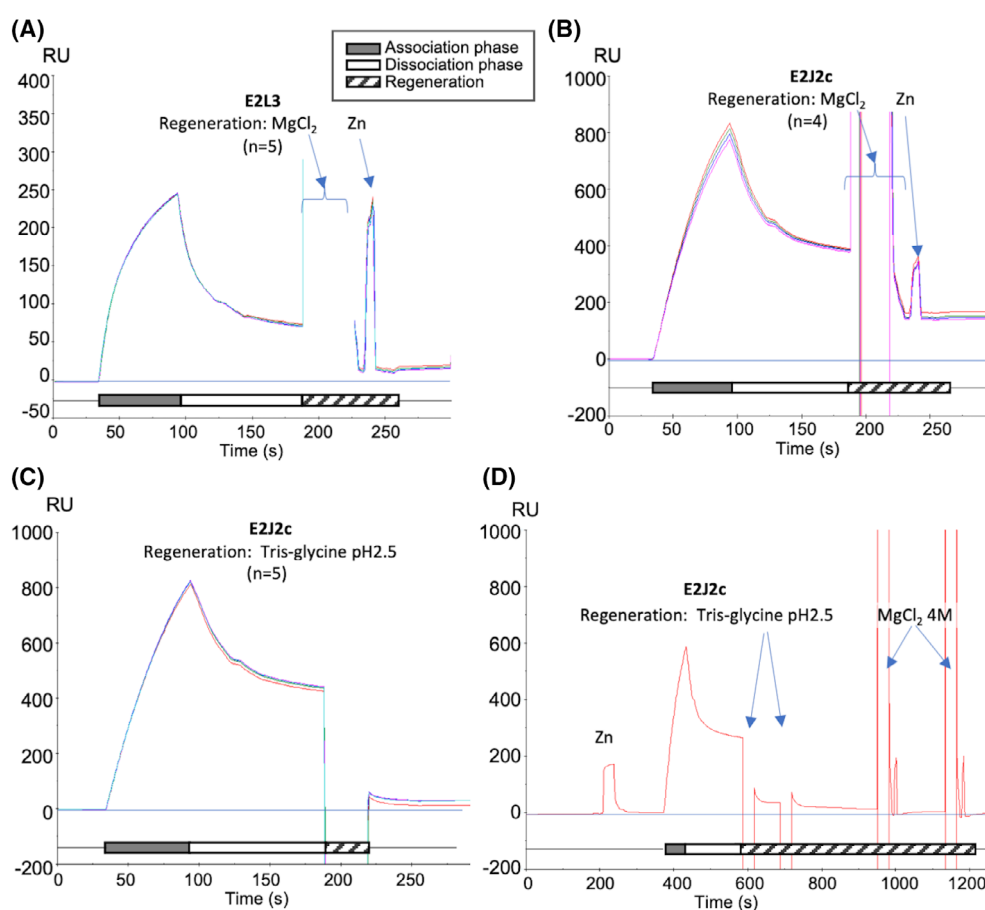 (A)
RU
400
350
300
250
200
150
100
50
0
-50
E2L3
Regeneration: MgCl₂
(n=5)
Zn
0
50
100
150
200
250
Time (s)
Association phase
Dissociation phase
Regeneration
(B)
RU
1000
800
600
400
200
0
-200
E2J2c
Regeneration: MgCl₂
(n=4)
Zn
0
50
100
150
200
250
Time (s)
(C)
RU
1000
800
600
400
200
0
-200
E2J2c
Regeneration: Tris-glycine pH2.5
(n=5)
0
50
100
150
200
250
Time (s)
(D)
RU
1000
800
600
400
200
0
-200
E2J2c
Regeneration: Tris-glycine pH2.5
MgCl₂ 4M
Zn
0
200
400
600
800
1000
1200
Time (s)